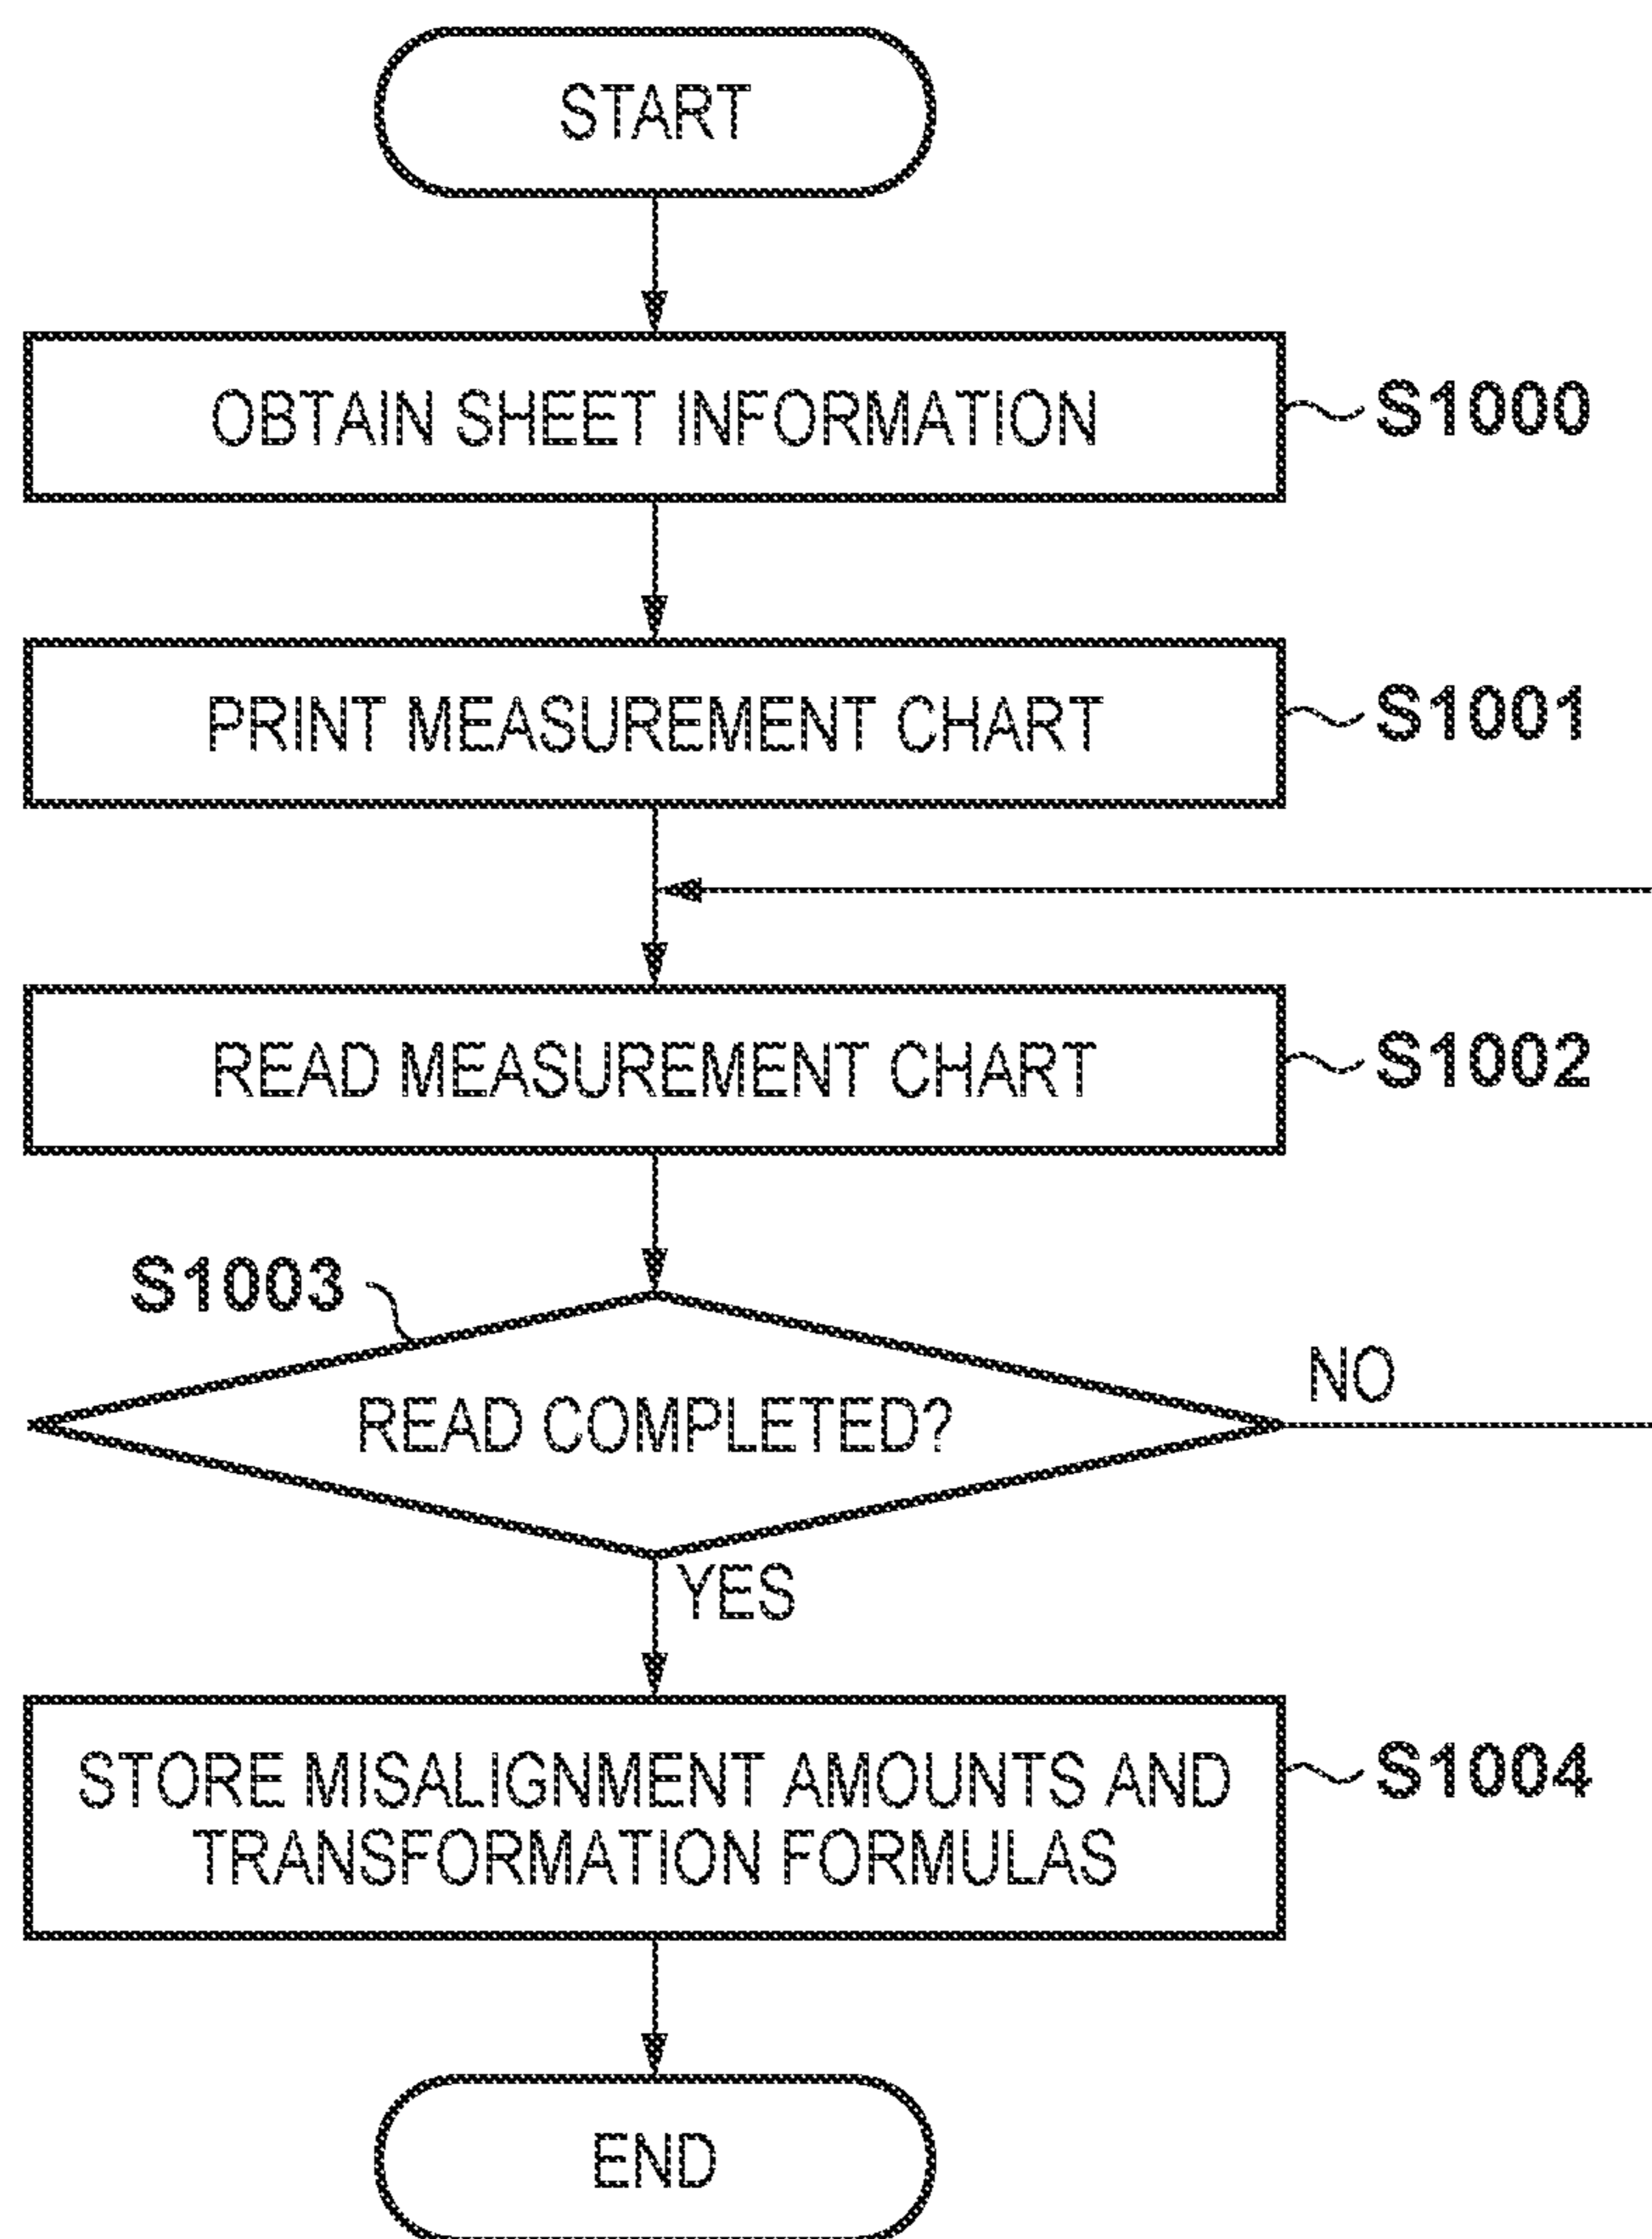 START
OBTAIN SHEET INFORMATION
S1000
PRINT MEASUREMENT CHART
S1001
READ MEASUREMENT CHART
S1002
S1003
READ COMPLETED?
NO
YES
STORE MISALIGNMENT AMOUNTS AND
TRANSFORMATION FORMULAS
S1004
END